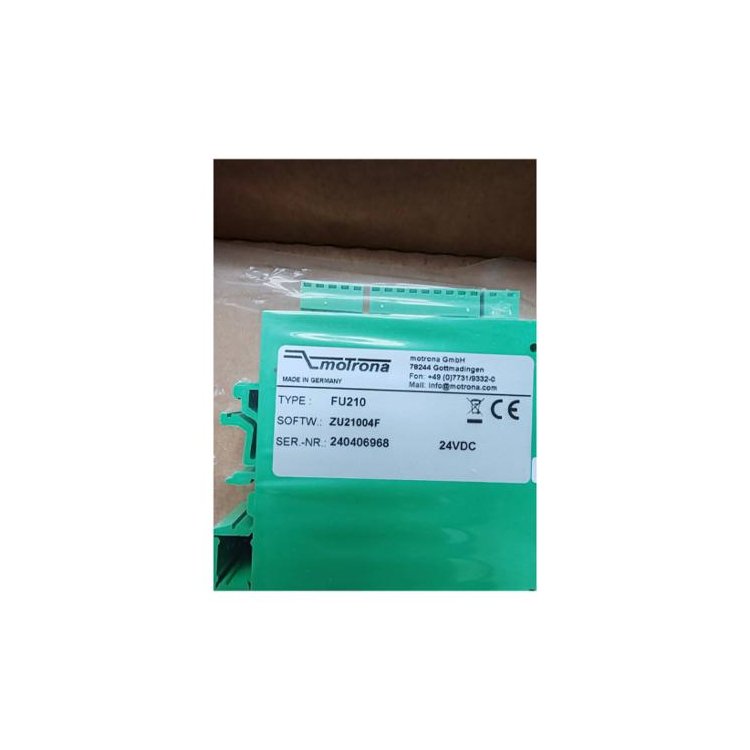 motrona
MADE IN GERMANY
motrona GmbH
78244 Gottmadingen
Fon: +49 (0)7731/9332-0
Mail: info@motrona.com
TYPE : FU210
SOFTW.: ZU21004F
SER.-NR.: 240406968
24VDC
CE